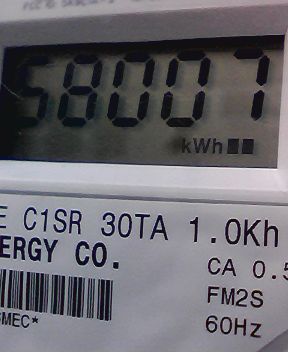 58007
kWh
E C1SR 30TA 1.0Kh
ERGY CO.
CA 0.5
FM2S
60Hz
MEC*